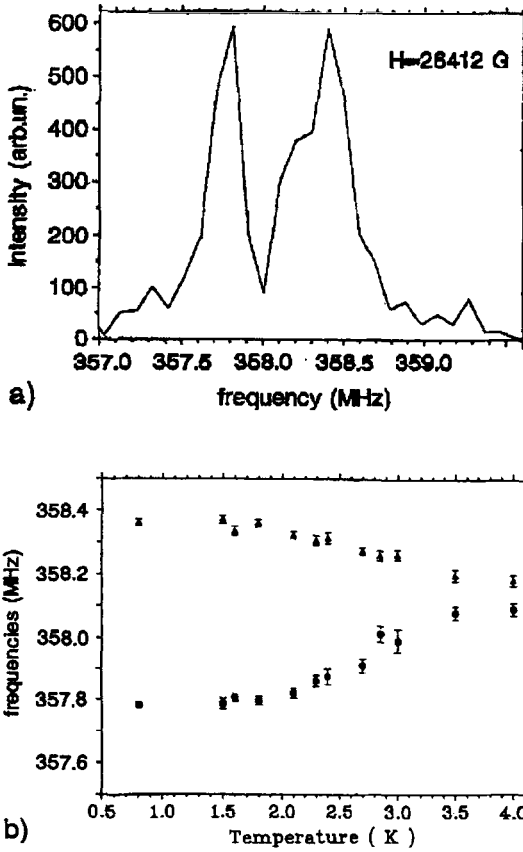 600
500
400
300
200
100
0
Intensity (arb.un.)
H=26412 G
357.0 357.5 358.0 358.5 359.0
frequency (MHz)
a)
358.4
358.2
358.0
357.8
357.6
frequencies (MHz)
0.5 1.0 1.5 2.0 2.5 3.0 3.5 4.0
Temperature ( K )
b)